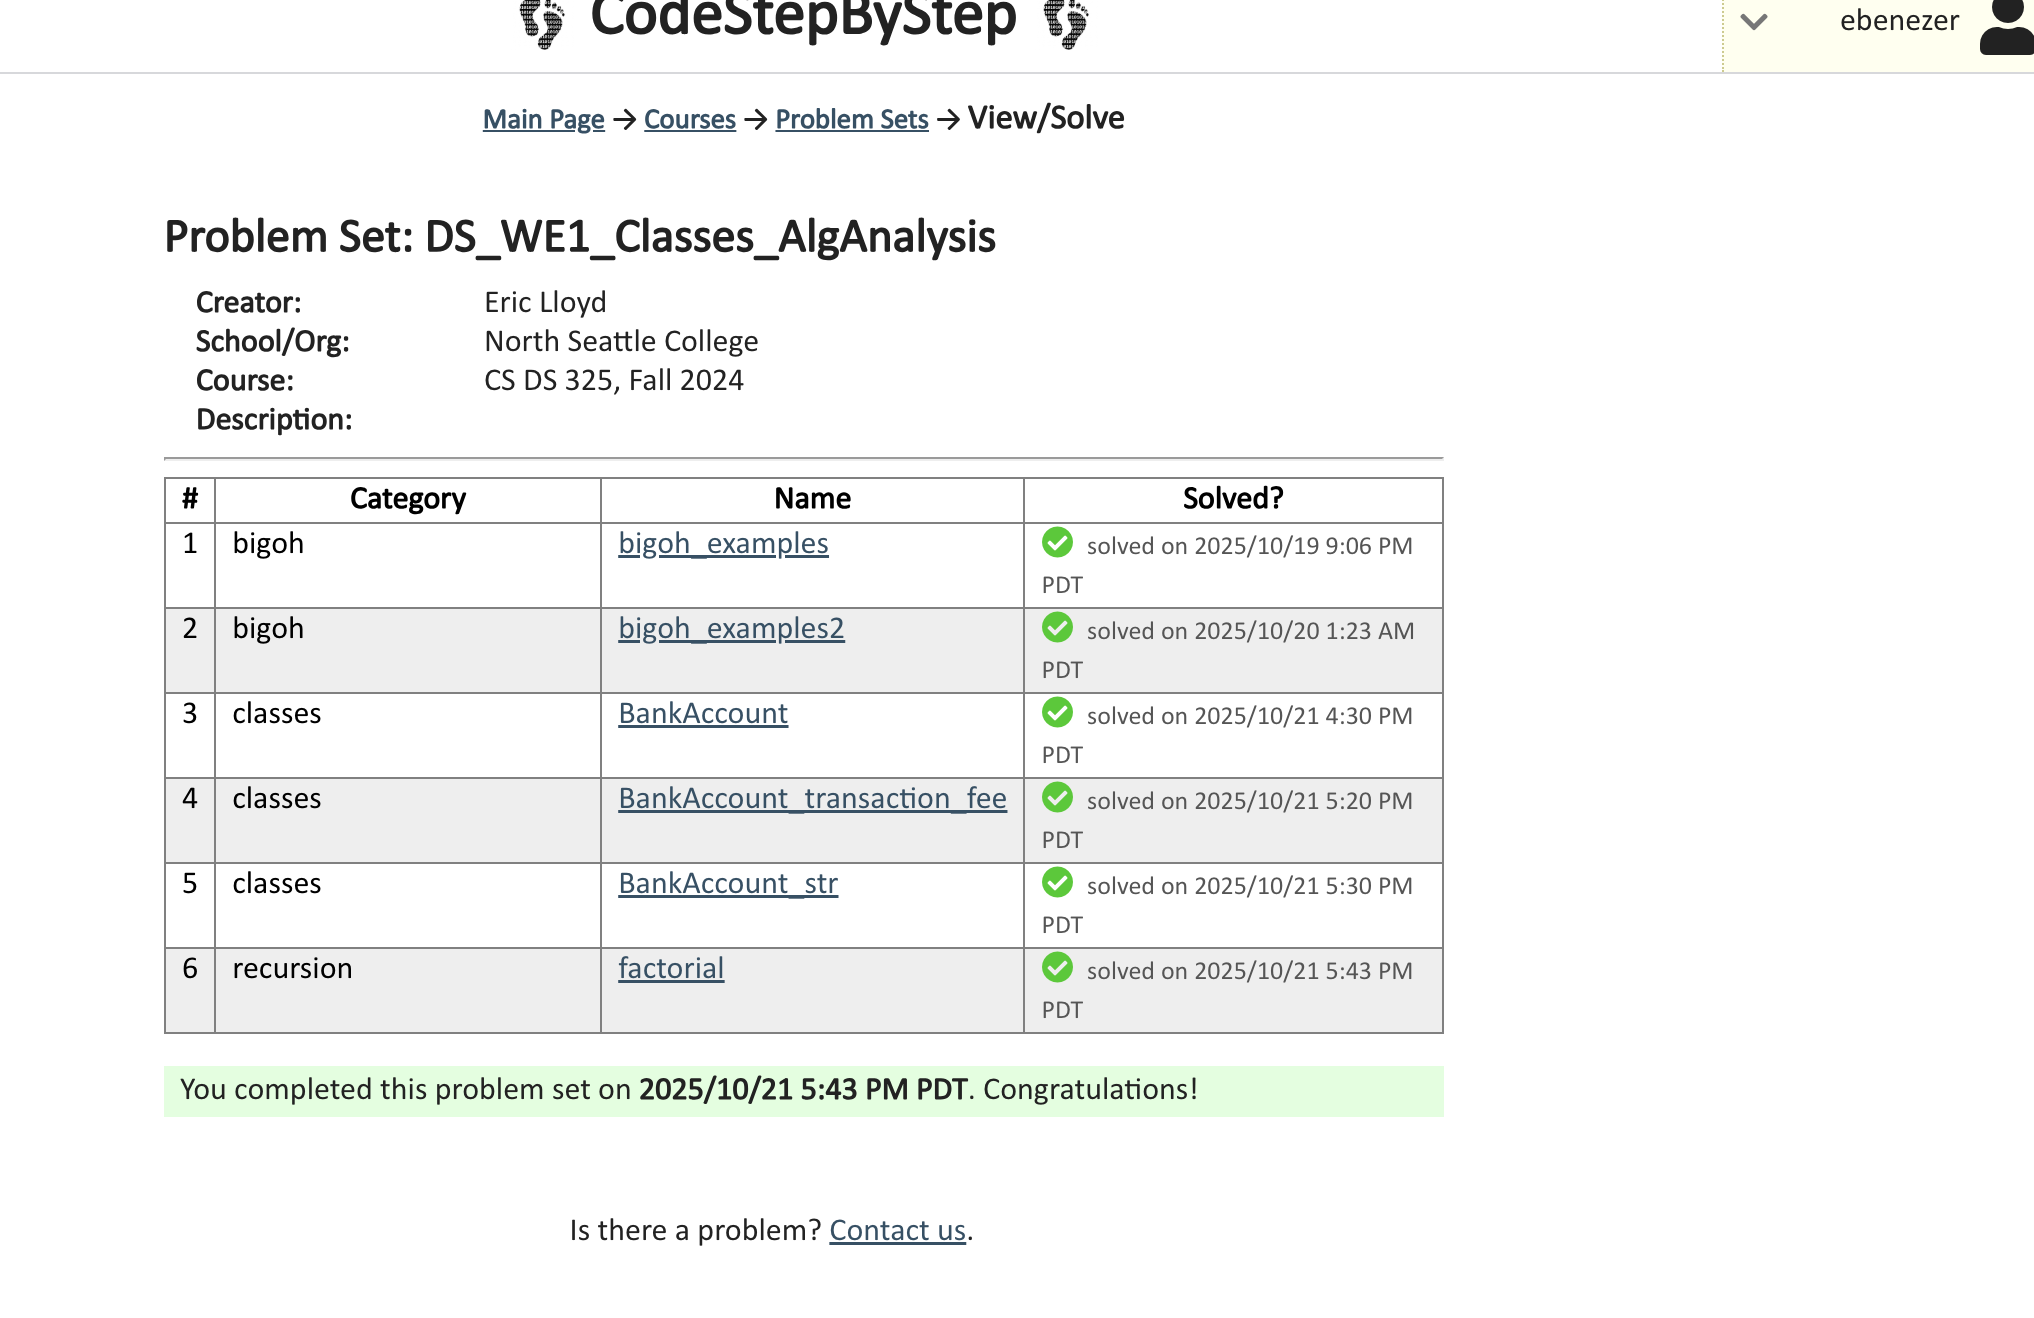 CodeStepByStep
ebenezer
Main Page → Courses → Problem Sets → View/Solve
Problem Set: DS_WE1_Classes_AlgAnalysis
Creator: Eric Lloyd
School/Org: North Seattle College
Course: CS DS 325, Fall 2024
Description:
# Category Name Solved?
1 bigoh bigoh_examples solved on 2025/10/19 9:06 PM
PDT
2 bigoh bigoh_examples2 solved on 2025/10/20 1:23 AM
PDT
3 classes BankAccount solved on 2025/10/21 4:30 PM
PDT
4 classes BankAccount_transaction_fee solved on 2025/10/21 5:20 PM
PDT
5 classes BankAccount_str solved on 2025/10/21 5:30 PM
PDT
6 recursion factorial solved on 2025/10/21 5:43 PM
PDT
You completed this problem set on 2025/10/21 5:43 PM PDT. Congratulations!
Is there a problem? Contact us.